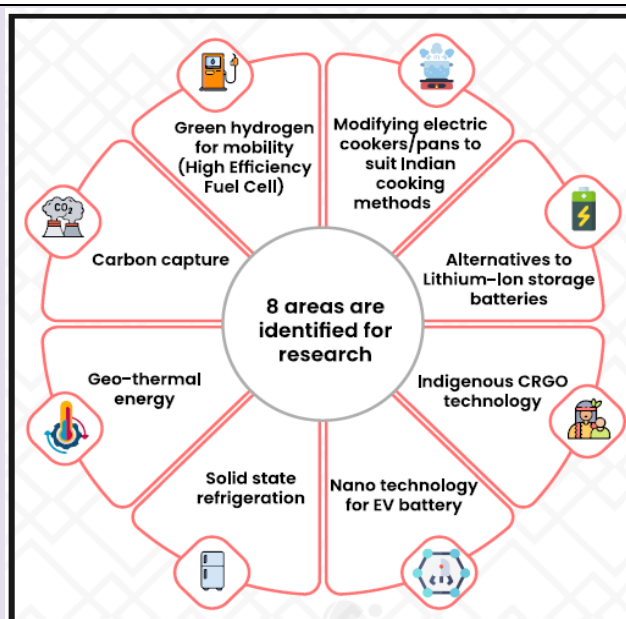 8 areas are
identified for
research
Modifying electric
cookers/pans to
suit Indian
cooking
methods
Alternatives to
Lithium-Ion storage
batteries
Indigenous CRGO
technology
Nano technology
for EV battery
Solid state
refrigeration
Geo-thermal
energy
Carbon capture
CO₂
Green hydrogen
for mobility
(High Efficiency
Fuel Cell)